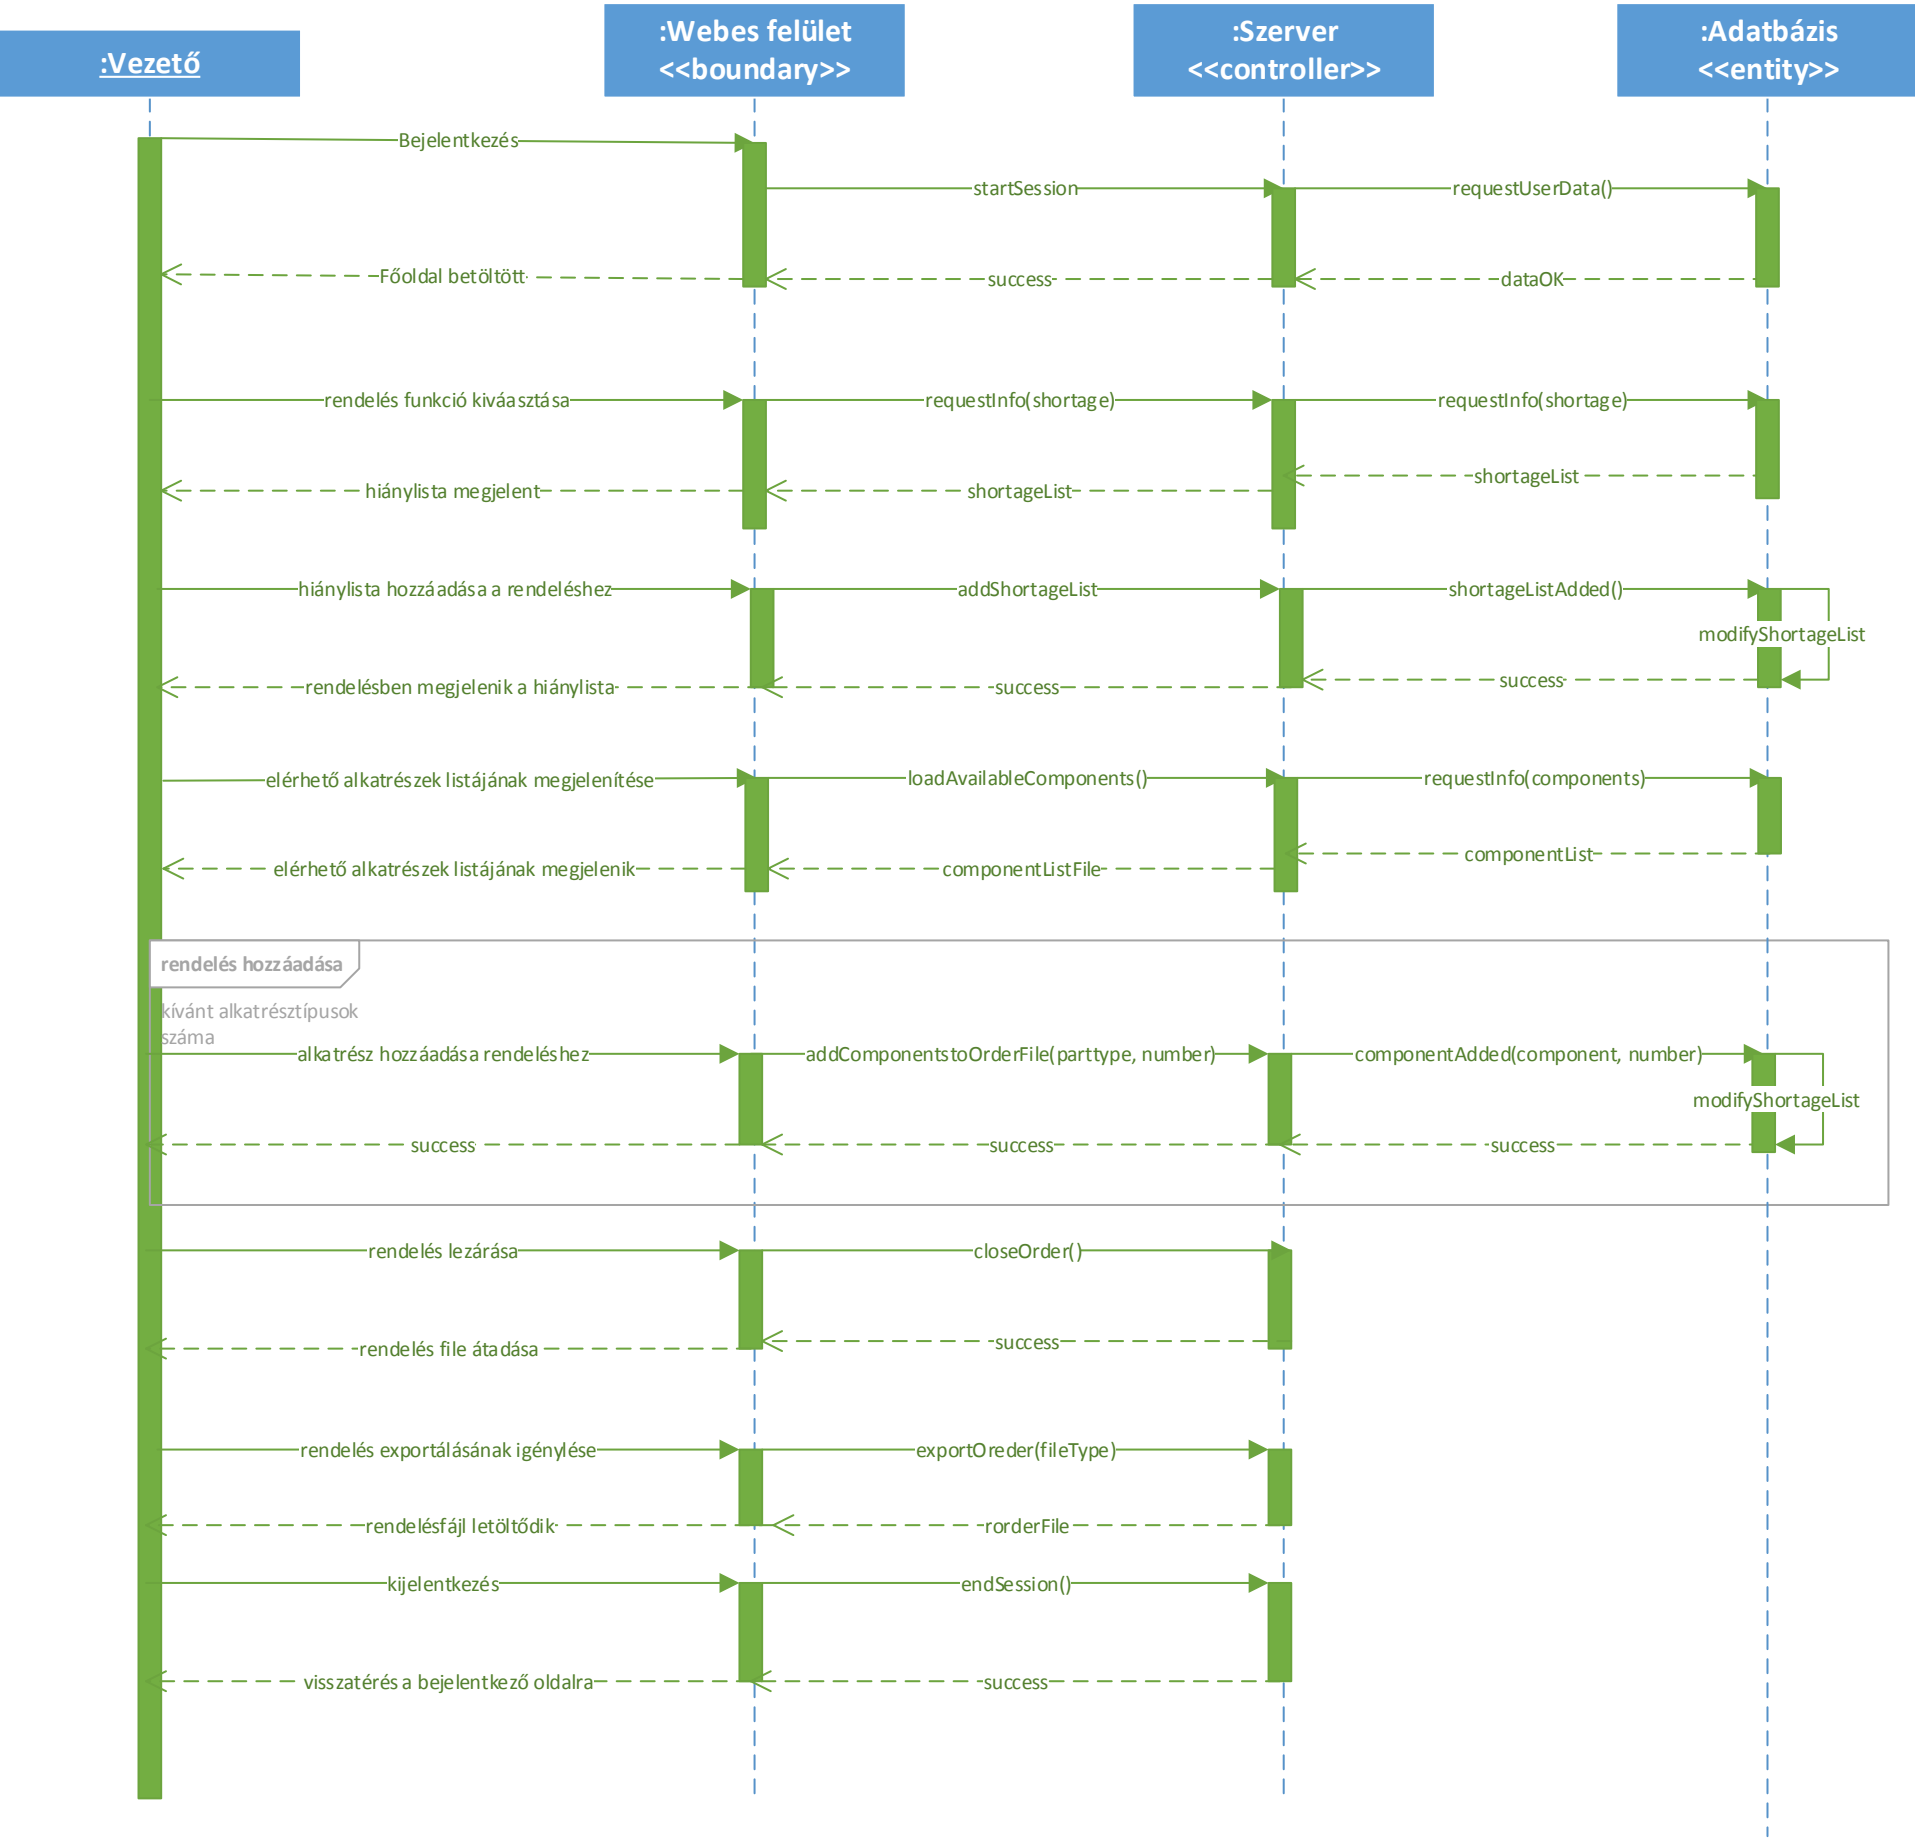 :Vezető
:Webes felület
<<boundary>>
:Szerver
<<controller>>
:Adatbázis
<<entity>>
Bejelentkezés
startSession
requestUserData()
Főoldal betöltött
success
dataOK
rendelés funkció kiváasztása
requestInfo(shortage)
requestInfo(shortage)
shortageList
hiánylista megjelent
shortageList
hiánylista hozzáadása a rendeléshez
addShortageList
shortageListAdded()
modifyShortageList
rendelésben megjelenik a hiánylista
success
success
elérhető alkatrészek listájának megjelenítése
loadAvailableComponents()
requestInfo(components)
componentList
elérhető alkatrészek listájának megjelenik
componentListFile
rendelés hozzáadása
kívánt alkatrésztípusok
száma
alkatrész hozzáadása rendeléshez
addComponentstoOrderFile(parttype, number)
componentAdded(component, number)
modifyShortageList
success
success
success
rendelés lezárása
closeOrder()
success
rendelés file átadása
rendelés exportálásának igénylése
exportOreder(fileType)
rendelésfájl letöltődik
rorderFile
kijelentkezés
endSession()
visszatérés a bejelentkező oldalra
success